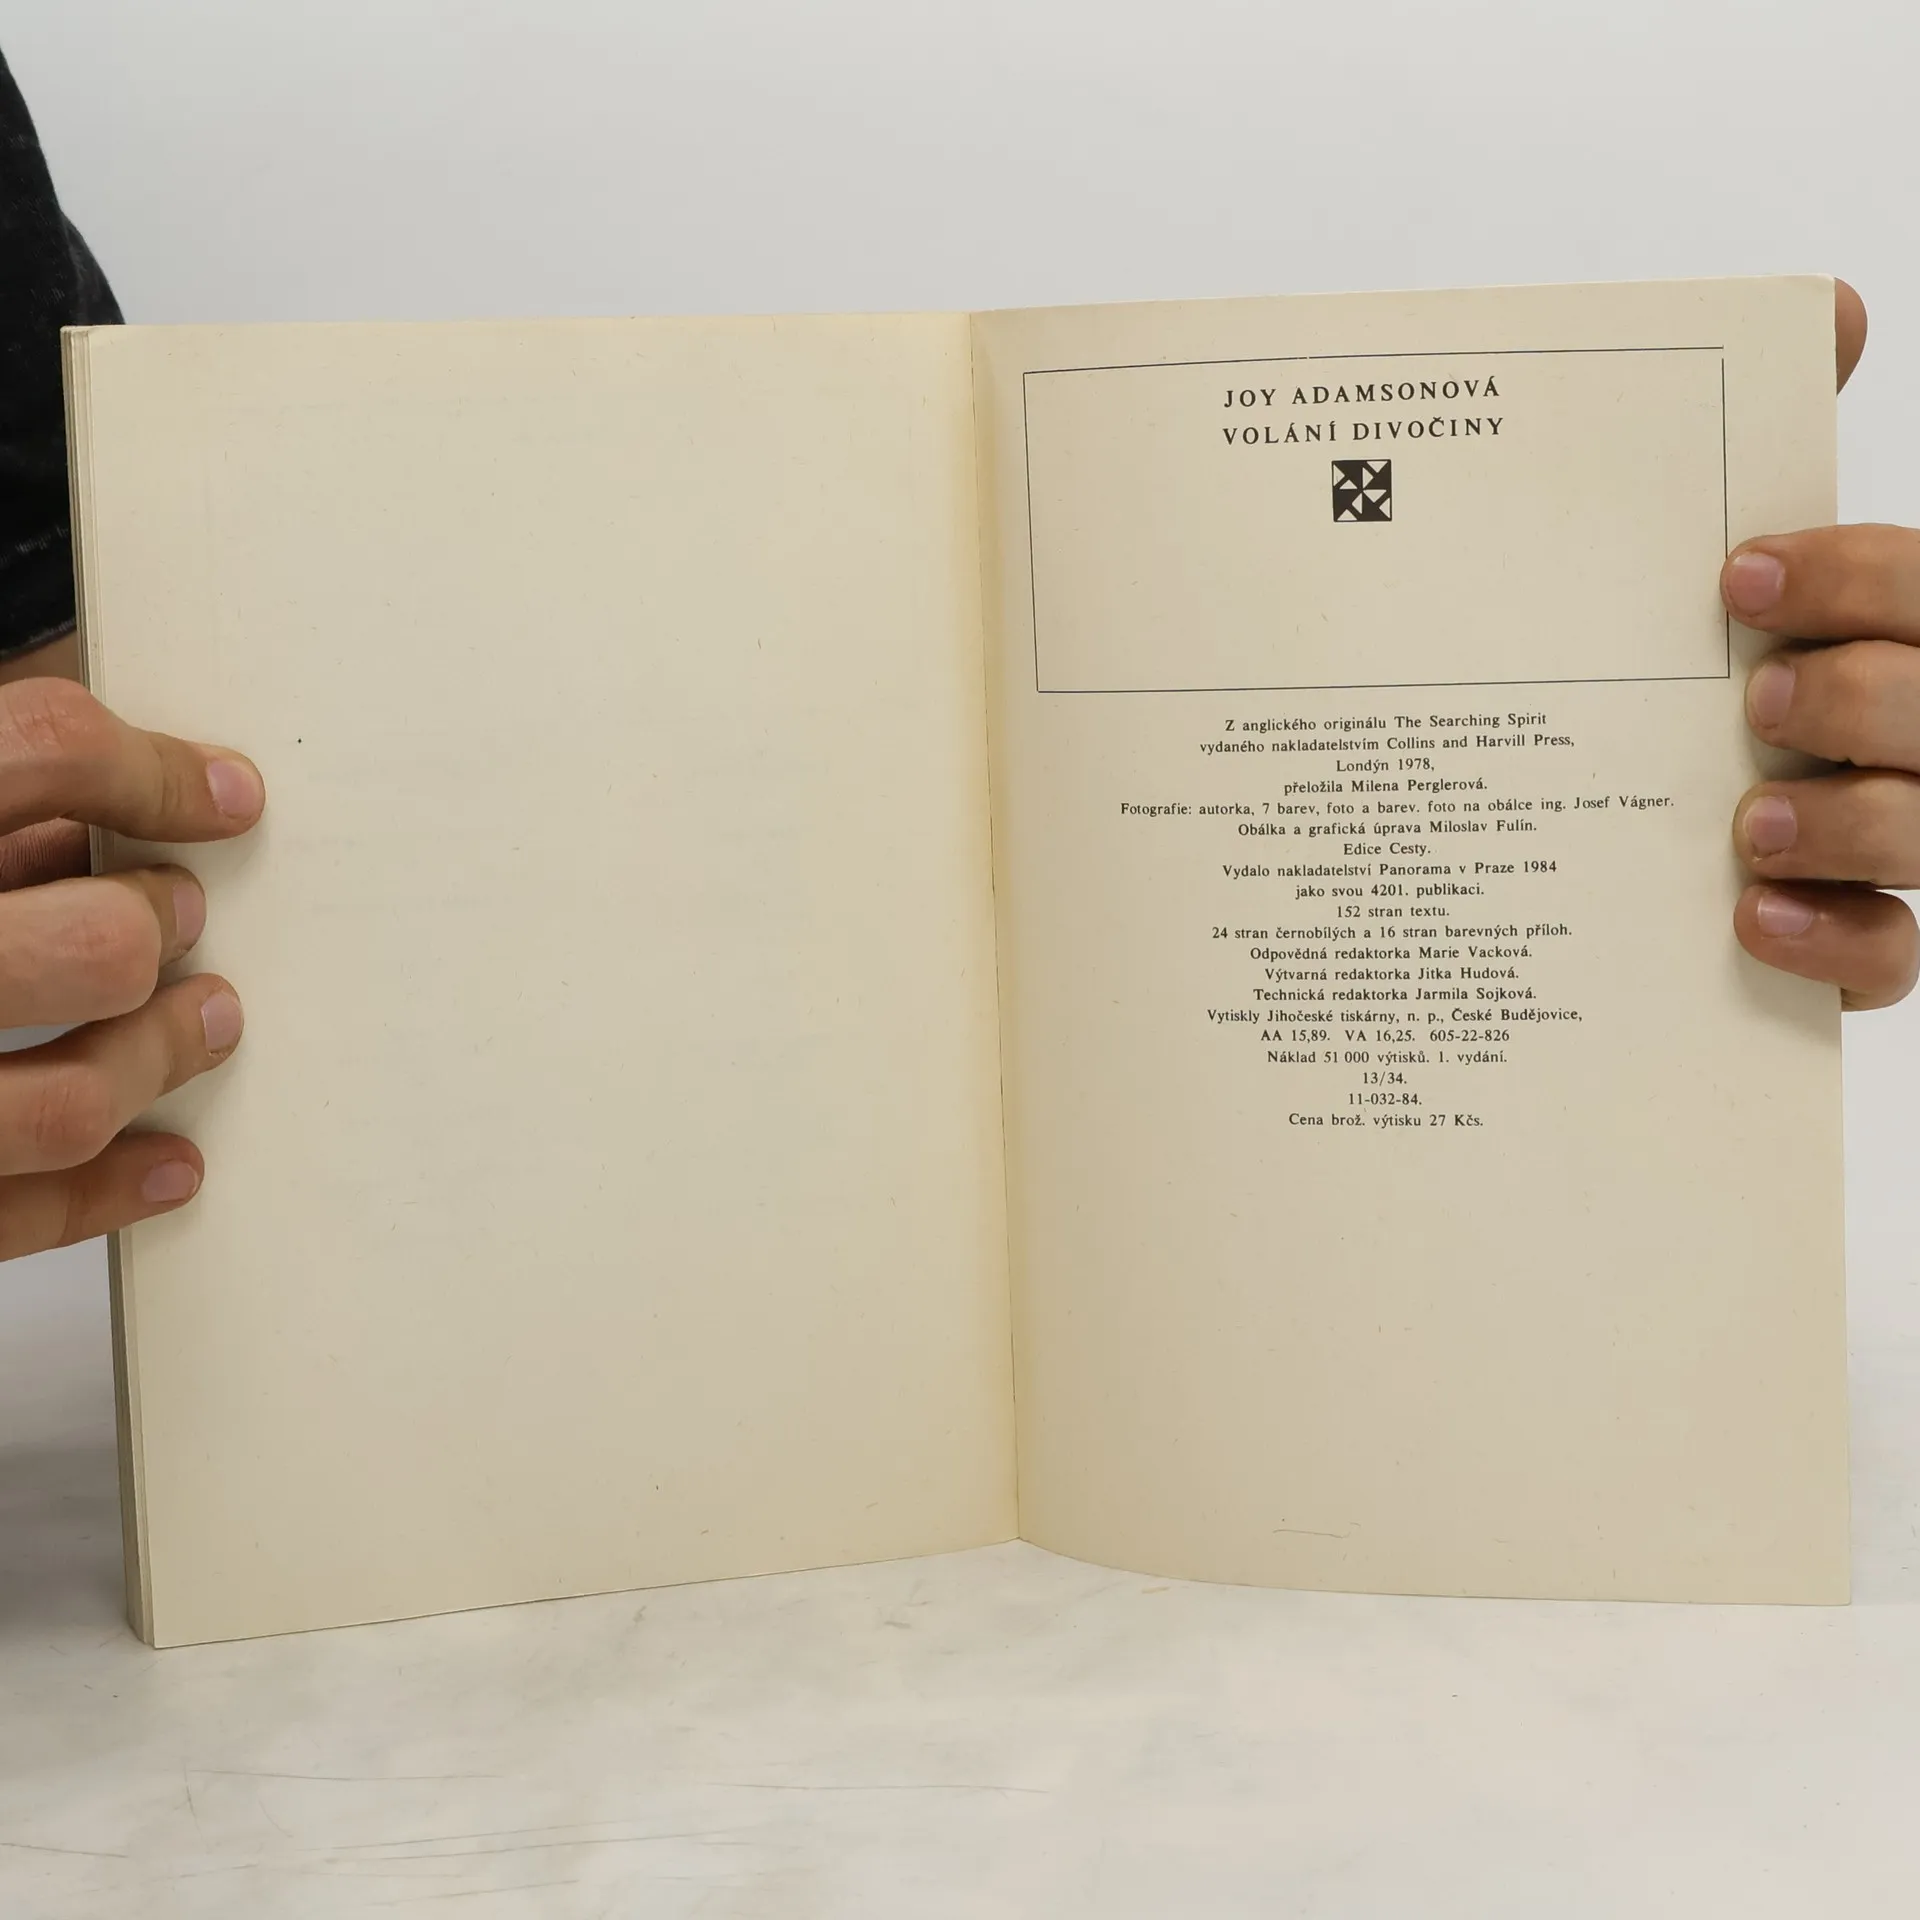 JOY ADAMSONOVÁ
VOLÁNÍ DIVOČINY
Z anglického originálu The Searching Spirit
vydaného nakladatelstvím Collins and Harvill Press,
Londýn 1978,
přeložila Milena Perglerová.
Fotografie: autorka, 7 barev, foto a barev. foto na obálce ing. Josef Vágner.
Obálka a grafická úprava Miloslav Fulín.
Edice Cesty.
Vydalo nakladatelství Panorama v Praze 1984
jako svou 4201. publikaci.
152 stran textu.
24 stran černobílých a 16 stran barevných příloh.
Odpovědná redaktorka Marie Vacková.
Výtvarná redaktorka Jitka Hudová.
Technická redaktorka Jarmila Sojková.
Vytiskly Jihočeské tiskárny, n. p., České Budějovice,
AA 15,89. VA 16,25. 605-22-826
Náklad 51 000 výtisků. 1. vydání.
13/34.
11-032-84.
Cena brož. výtisku 27 Kčs.